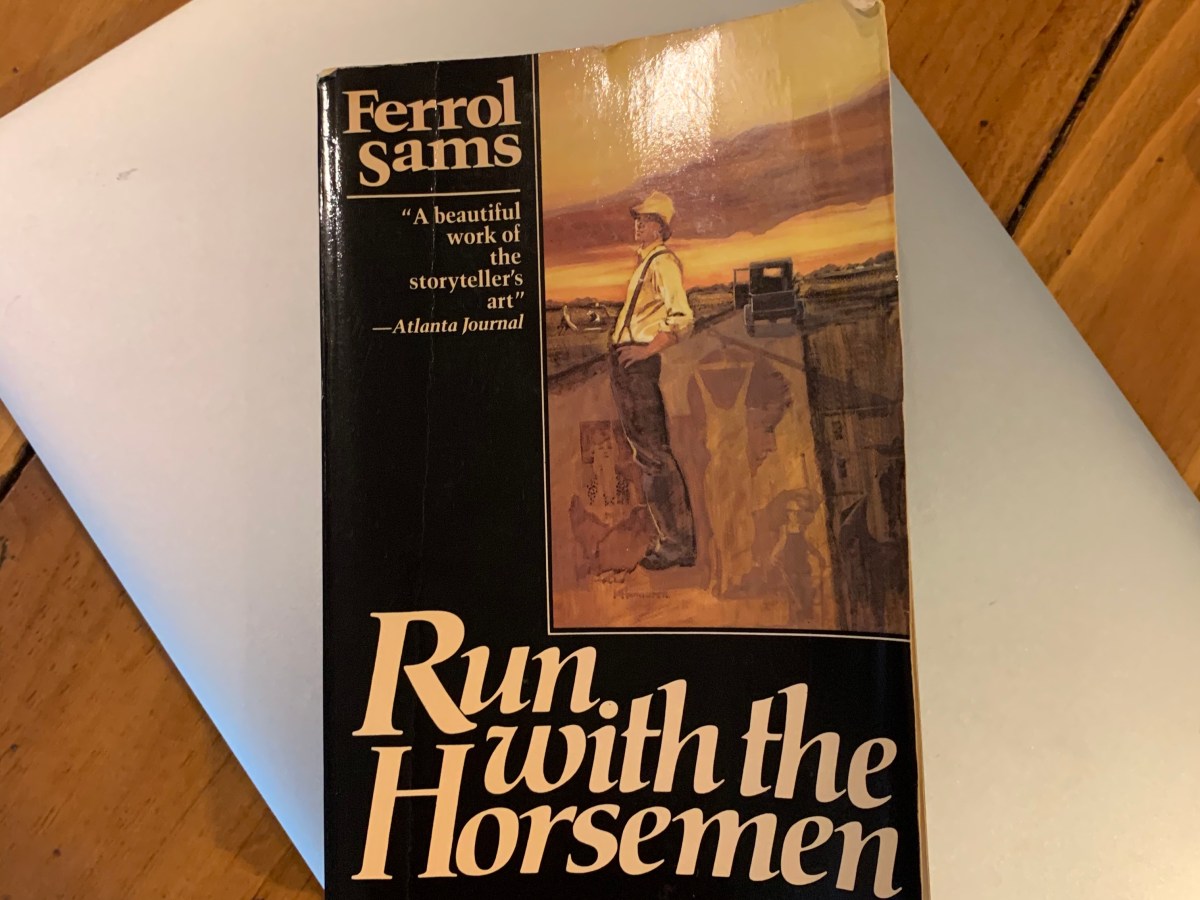 Ferrol
Sams
“A beautiful
work of
the
storyteller's
art”
—Atlanta Journal
Run
with the
Horsemen